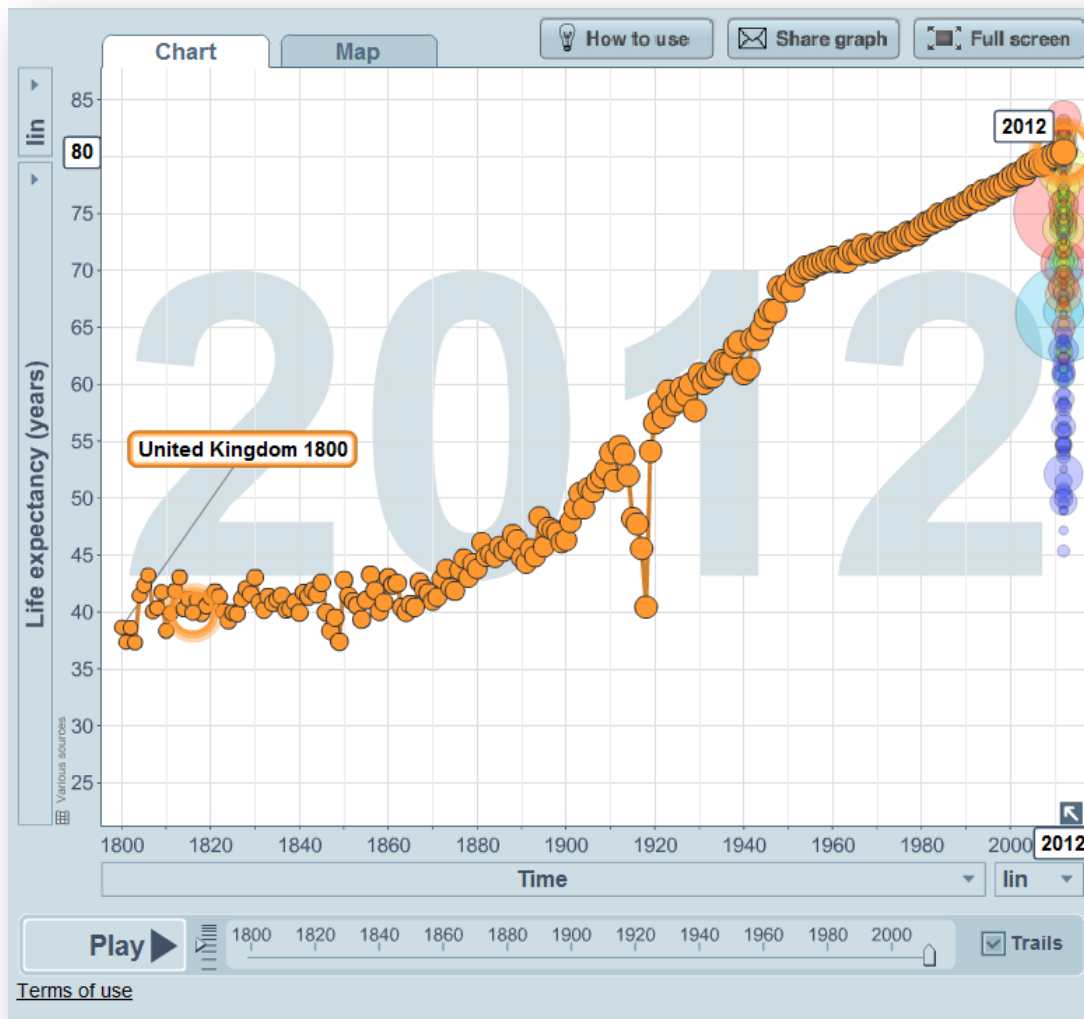 How to use
Share graph
Full screen
Chart
Map
lin
Life expectancy (years)
Various sources
85
80
75
70
65
60
55
50
45
40
35
30
25
2012
2012
United Kingdom 1800
1800 1820 1840 1860 1880 1900 1920 1940 1960 1980 2000 2012
Time
lin
Play
1800 1820 1840 1860 1880 1900 1920 1940 1960 1980 2000
Trails
Terms of use